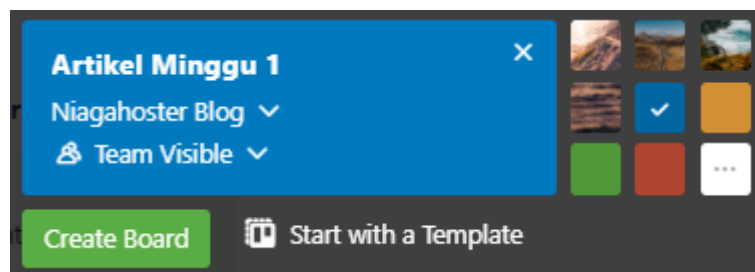 Artikel Minggu 1
Niagahoster Blog
Team Visible
Create Board
Start with a Template